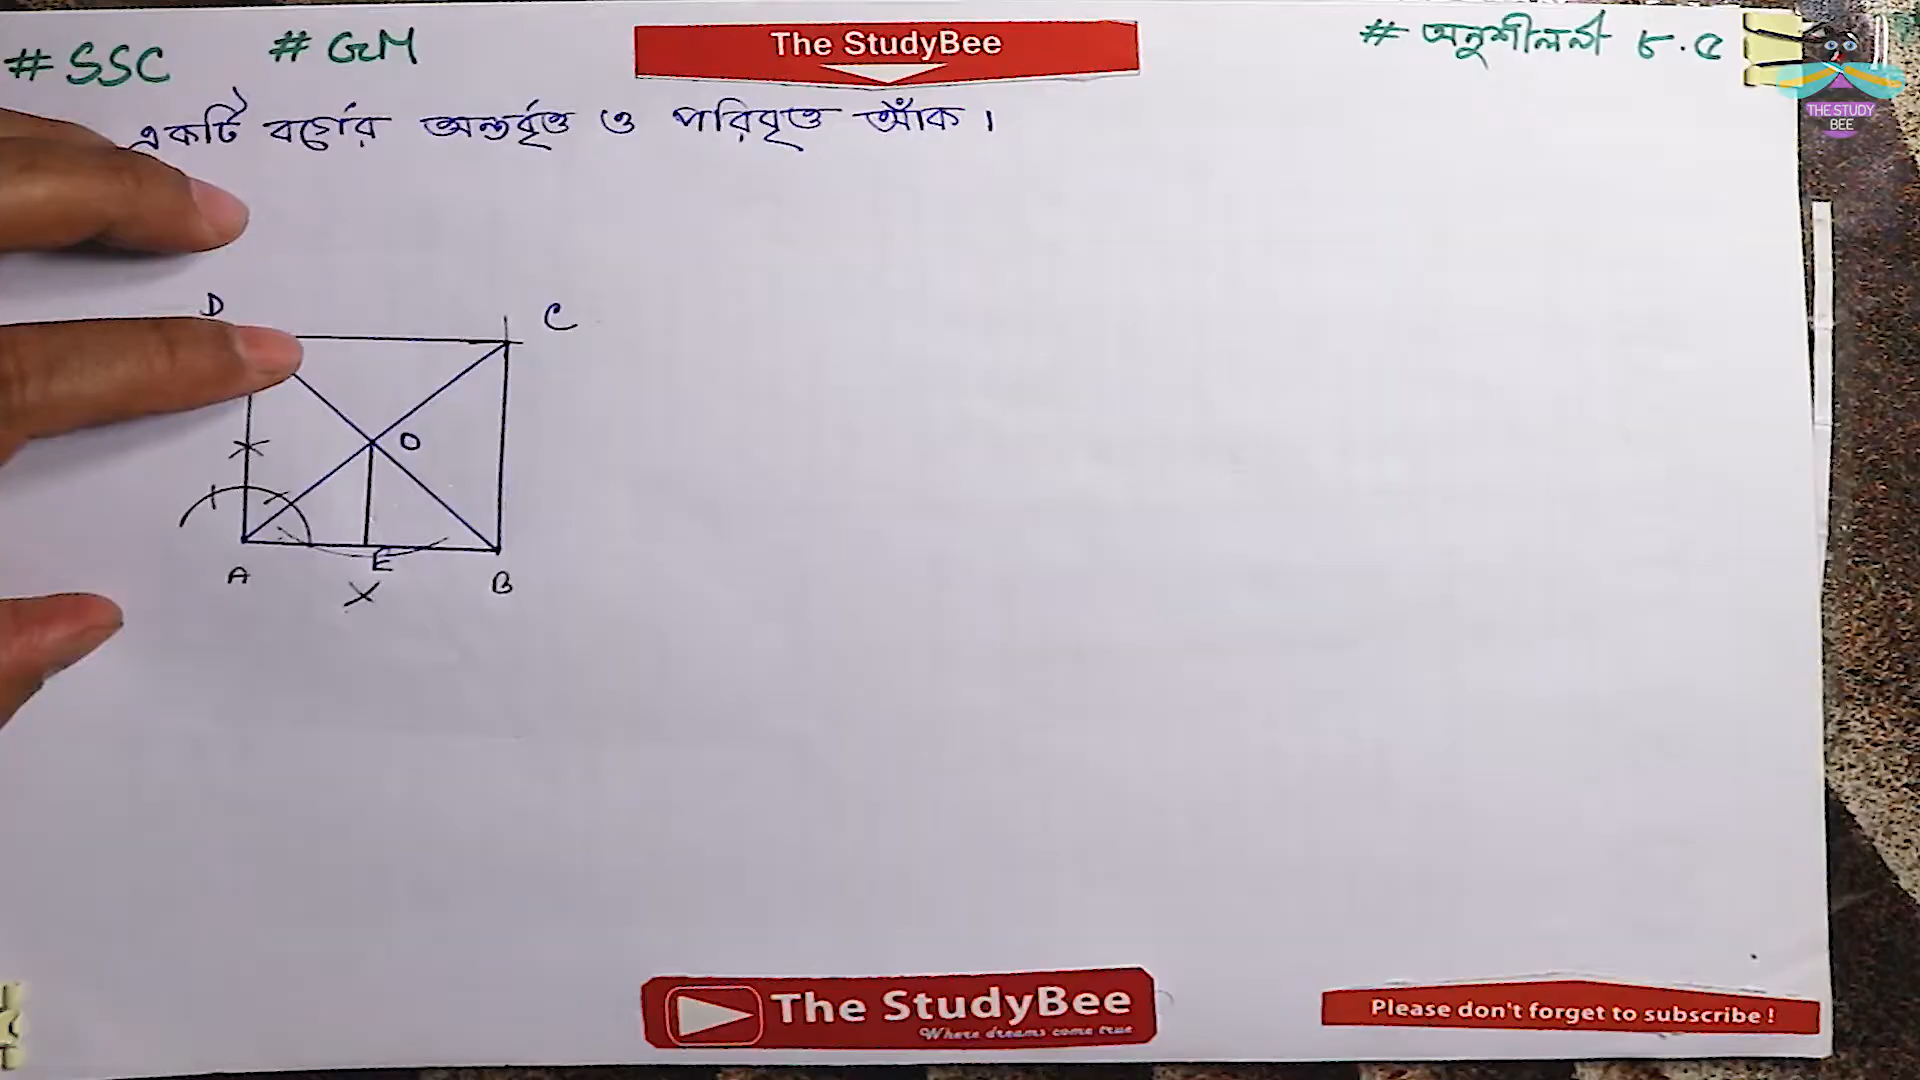 # SSC # GM
The StudyBee
# অনুশীলনী ৮.৫
THE STUDY
BEE
একটি বর্গের অন্তর্বৃত্ত ও পরিবৃত্ত আঁক।
D
C
O
E
A
B
The StudyBee
Where dreams come true
Please don't forget to subscribe !